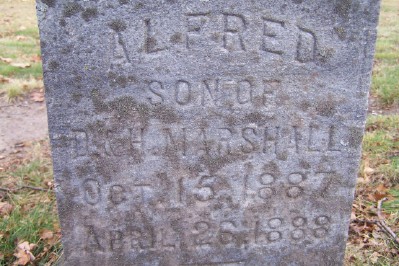 ALFRED
SON OF
D. & H. MARSHALL
OCT. 15, 1887
APRIL 26, 1888